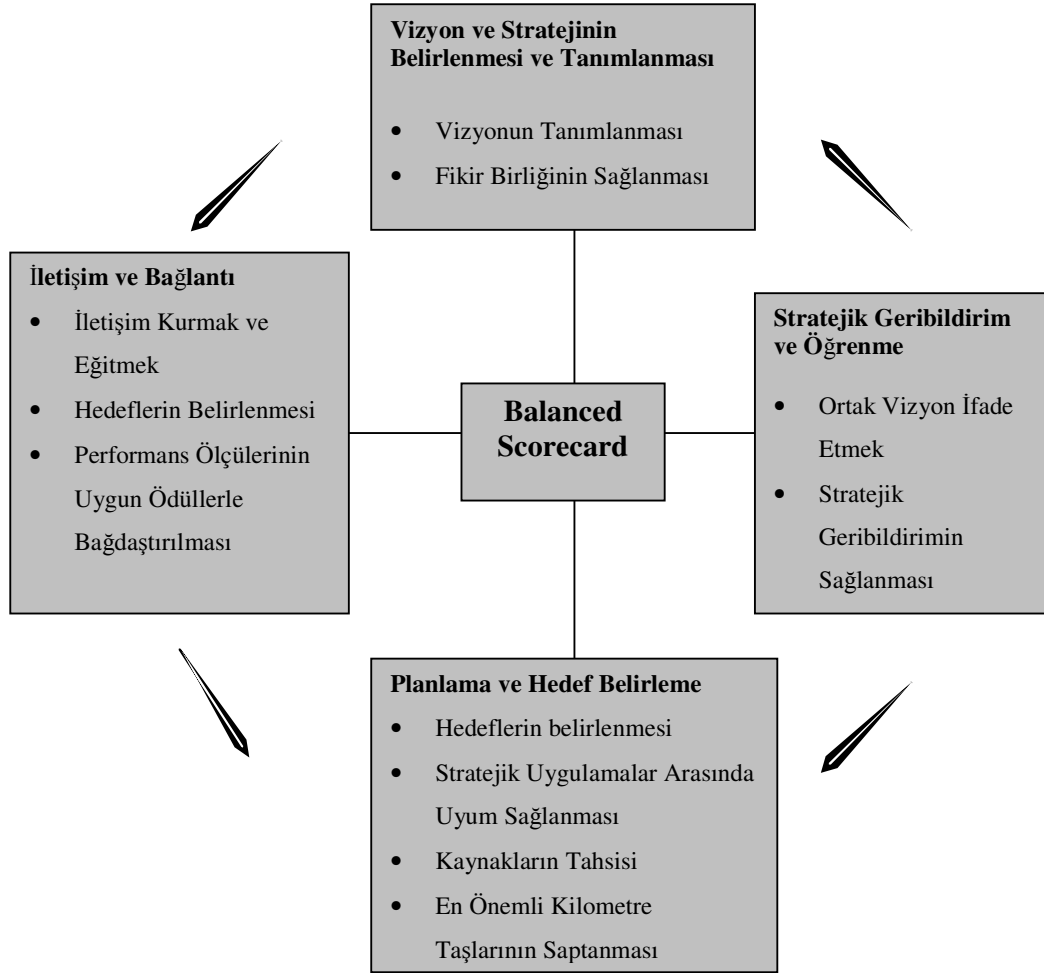 Vizyon ve Stratejinin
Belirlenmesi ve Tanımlanması
• Vizyonun Tanımlanması
• Fikir Birliğinin Sağlanması
İletişim ve Bağlantı
• İletişim Kurmak ve
Eğitmek
• Hedeflerin Belirlenmesi
• Performans Ölçülerinin
Uygun Ödüllerle
Bağdaştırılması
Balanced
Scorecard
Stratejik Geribildirim
ve Öğrenme
• Ortak Vizyon İfade
Etmek
• Stratejik
Geribildirimin
Sağlanması
Planlama ve Hedef Belirleme
• Hedeflerin belirlenmesi
• Stratejik Uygulamalar Arasında
Uyum Sağlanması
• Kaynakların Tahsisi
• En Önemli Kilometre
Taşlarının Saptanması